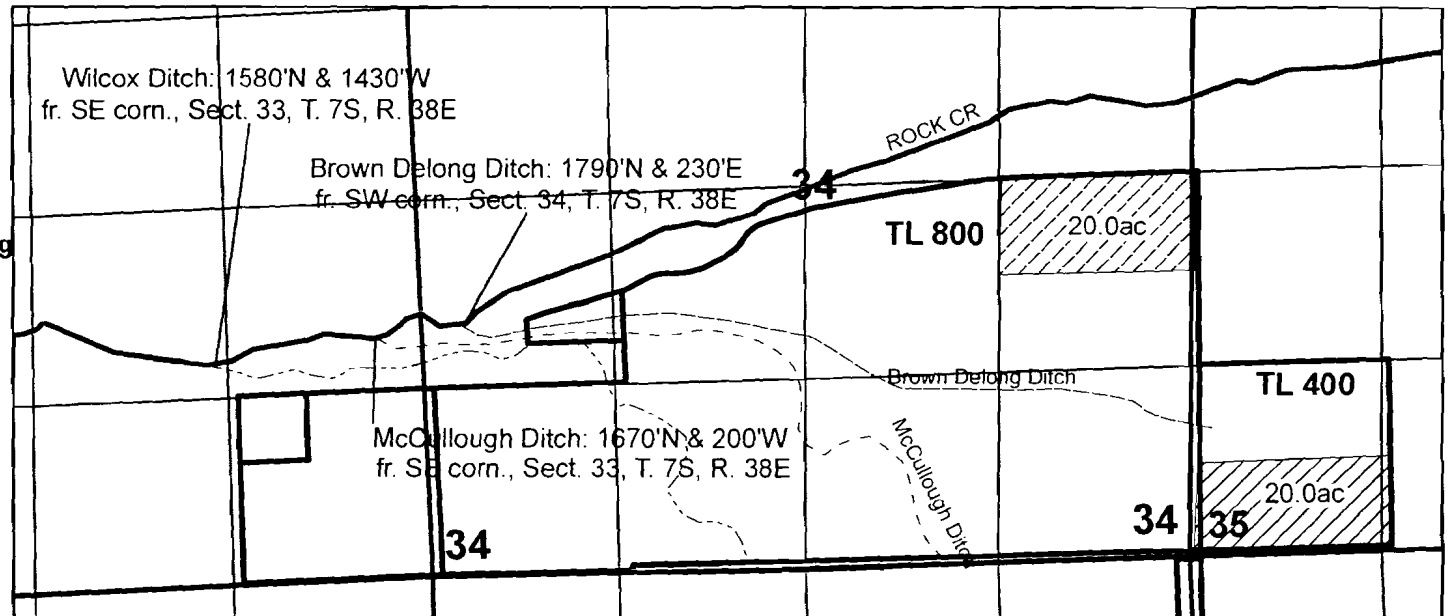 Wilcox Ditch: 1580'N & 1430'W
fr. SE corn., Sect. 33, T. 7S, R. 38E
ROCK CR
Brown Delong Ditch: 1790'N & 230'E
fr. SW corn., Sect. 34, T. 7S, R. 38E
34
TL 800
20.0ac
g
Brown Delong Ditch
TL 400
McCullough Ditch: 1670'N & 200'W
fr. SE corn., Sect. 33, T. 7S, R. 38E
McCullough Ditch
20.0ac
34
34
35